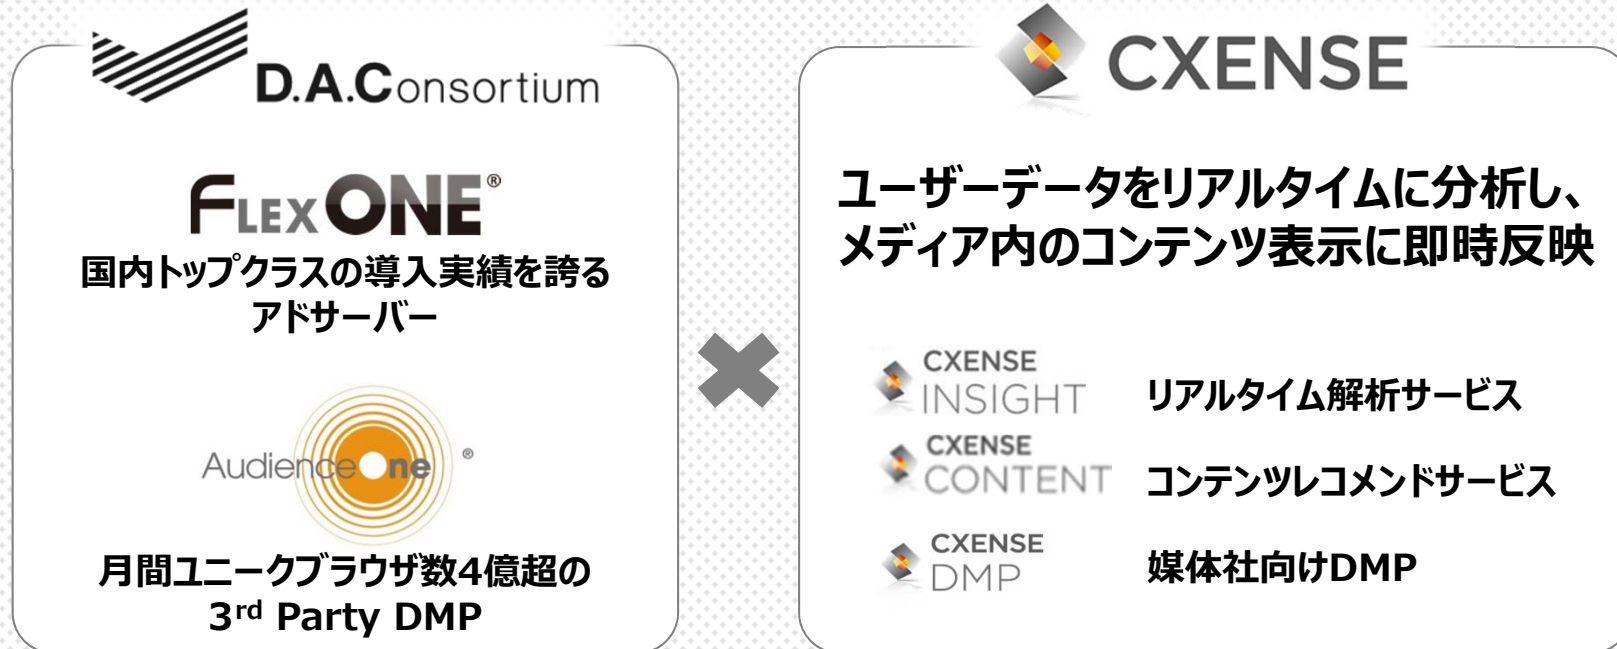 D.A.Consortium
FLEXONE®
国内トップクラスの導入実績を誇る
アドサーバー
AudienceOne®
月間ユニークブラウザ数4億超の
3rd Party DMP
CXENSE
ユーザーデータをリアルタイムに分析し、
メディア内のコンテンツ表示に即時反映
CXENSE
INSIGHT
リアルタイム解析サービス
CXENSE
CONTENT
コンテンツレコメンドサービス
CXENSE
DMP
媒体社向けDMP